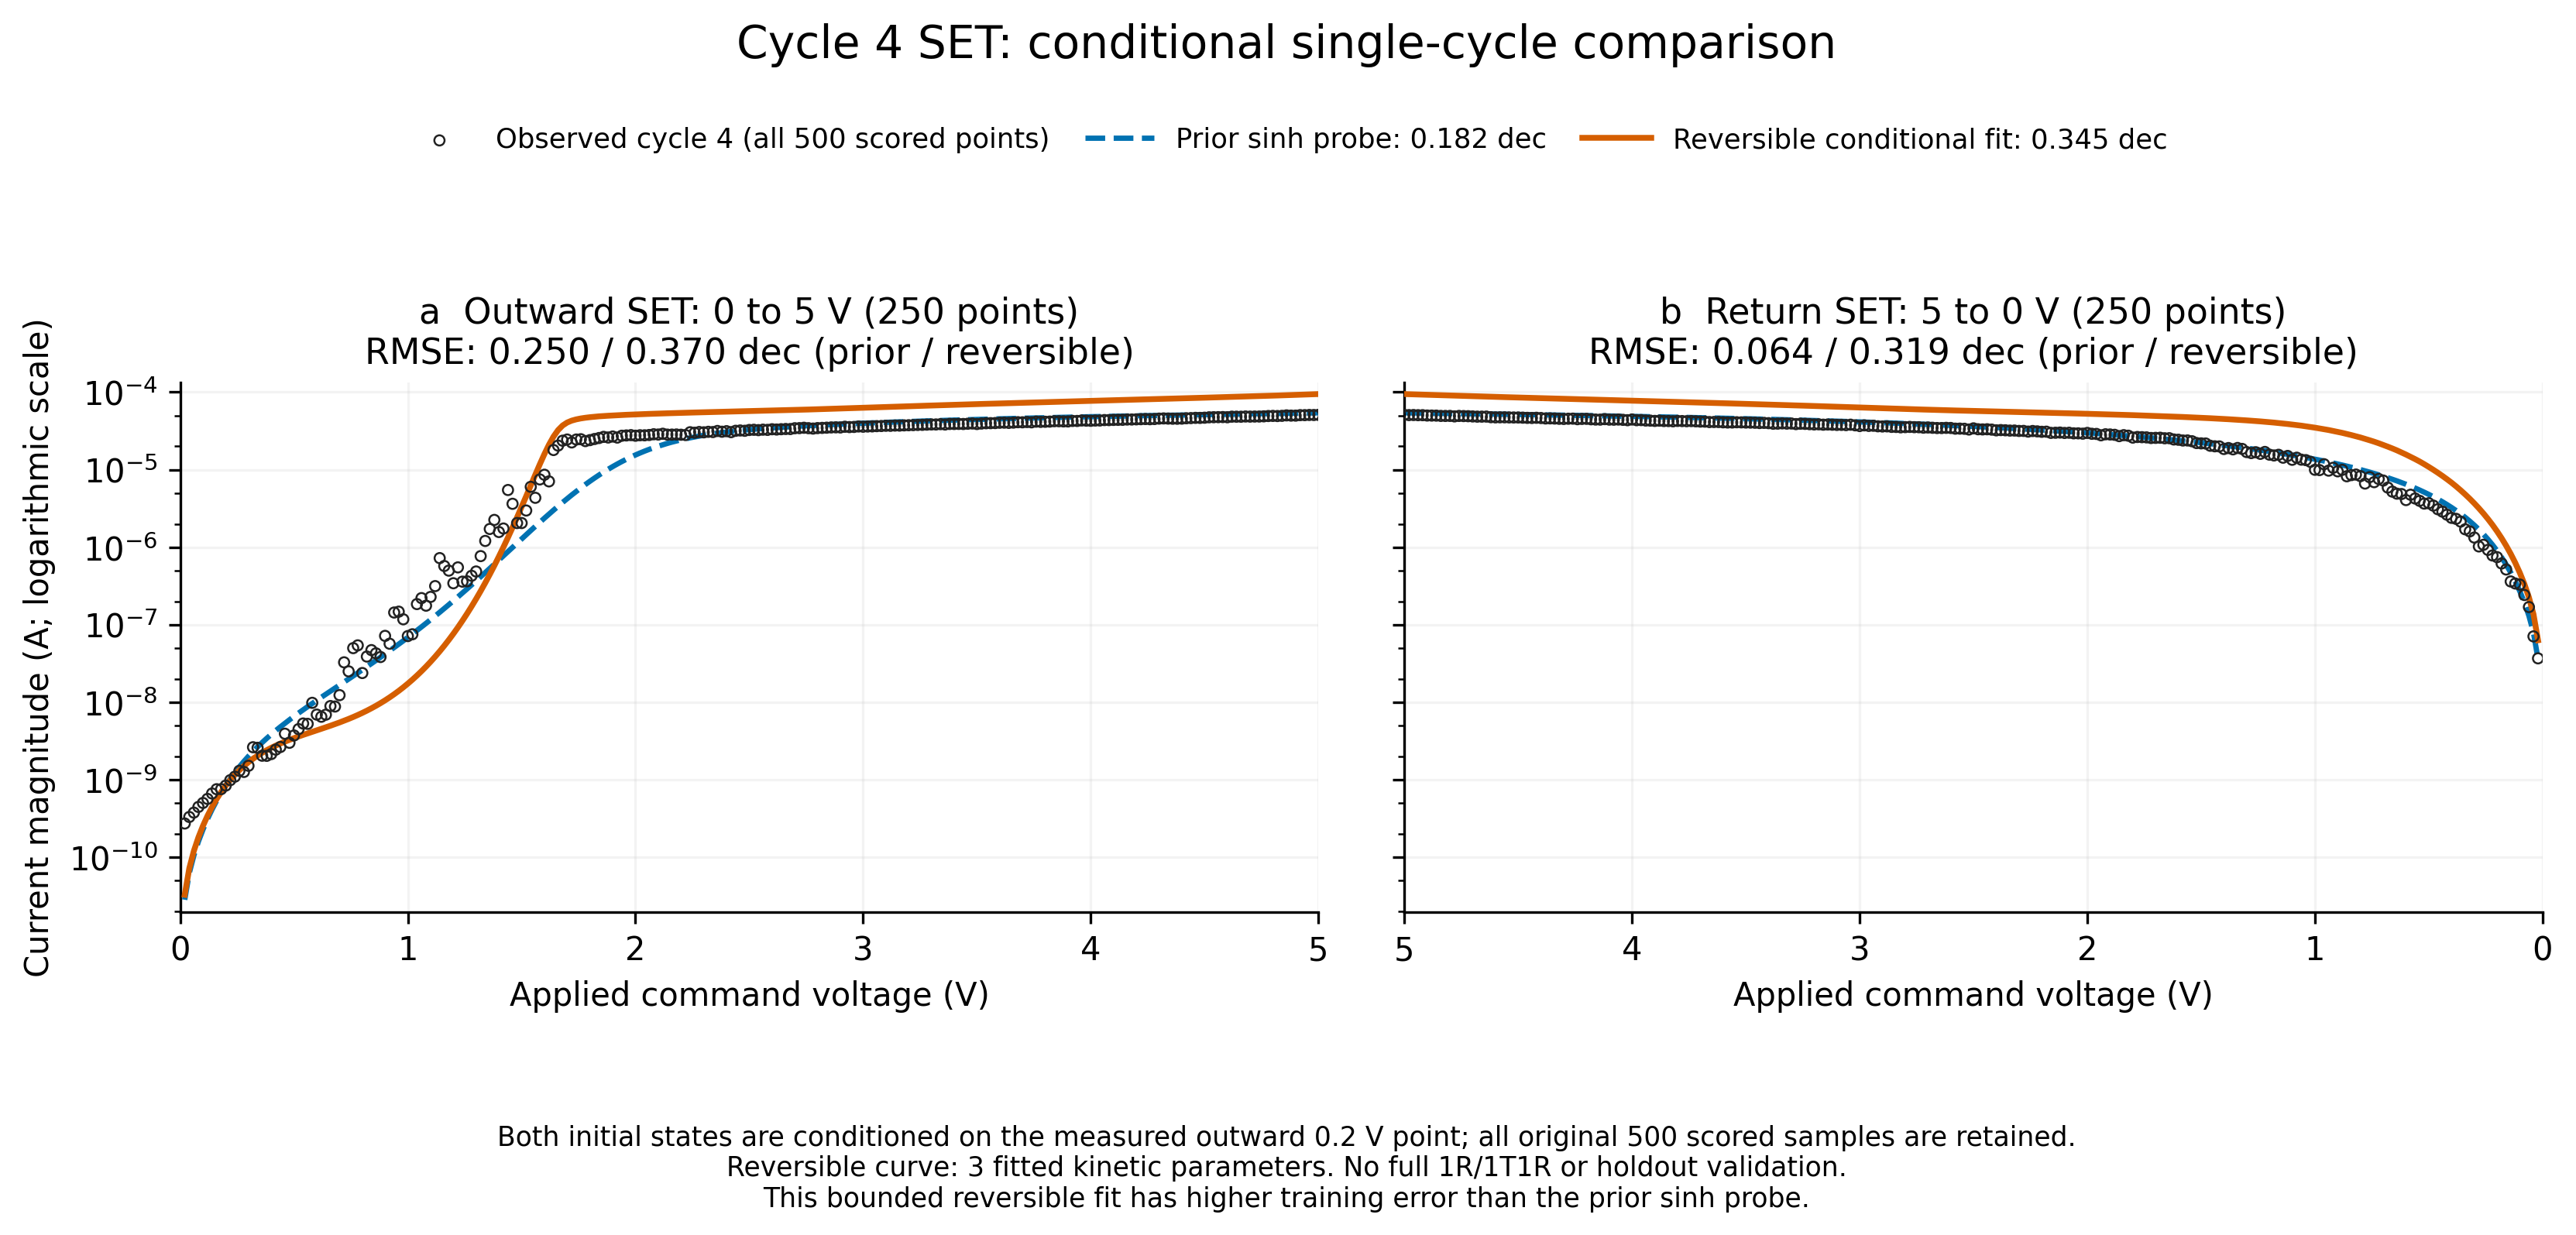 Cycle 4 SET: conditional single-cycle comparison
Observed cycle 4 (all 500 scored points)
Prior sinh probe: 0.182 dec
Reversible conditional fit: 0.345 dec
a  Outward SET: 0 to 5 V (250 points)
RMSE: 0.250 / 0.370 dec (prior / reversible)
Current magnitude (A; logarithmic scale)
10⁻⁴
10⁻⁵
10⁻⁶
10⁻⁷
10⁻⁸
10⁻⁹
10⁻¹⁰
0 1 2 3 4 5
Applied command voltage (V)
b  Return SET: 5 to 0 V (250 points)
RMSE: 0.064 / 0.319 dec (prior / reversible)
5 4 3 2 1 0
Applied command voltage (V)
Both initial states are conditioned on the measured outward 0.2 V point; all original 500 scored samples are retained.
Reversible curve: 3 fitted kinetic parameters. No full 1R/1T1R or holdout validation.
This bounded reversible fit has higher training error than the prior sinh probe.